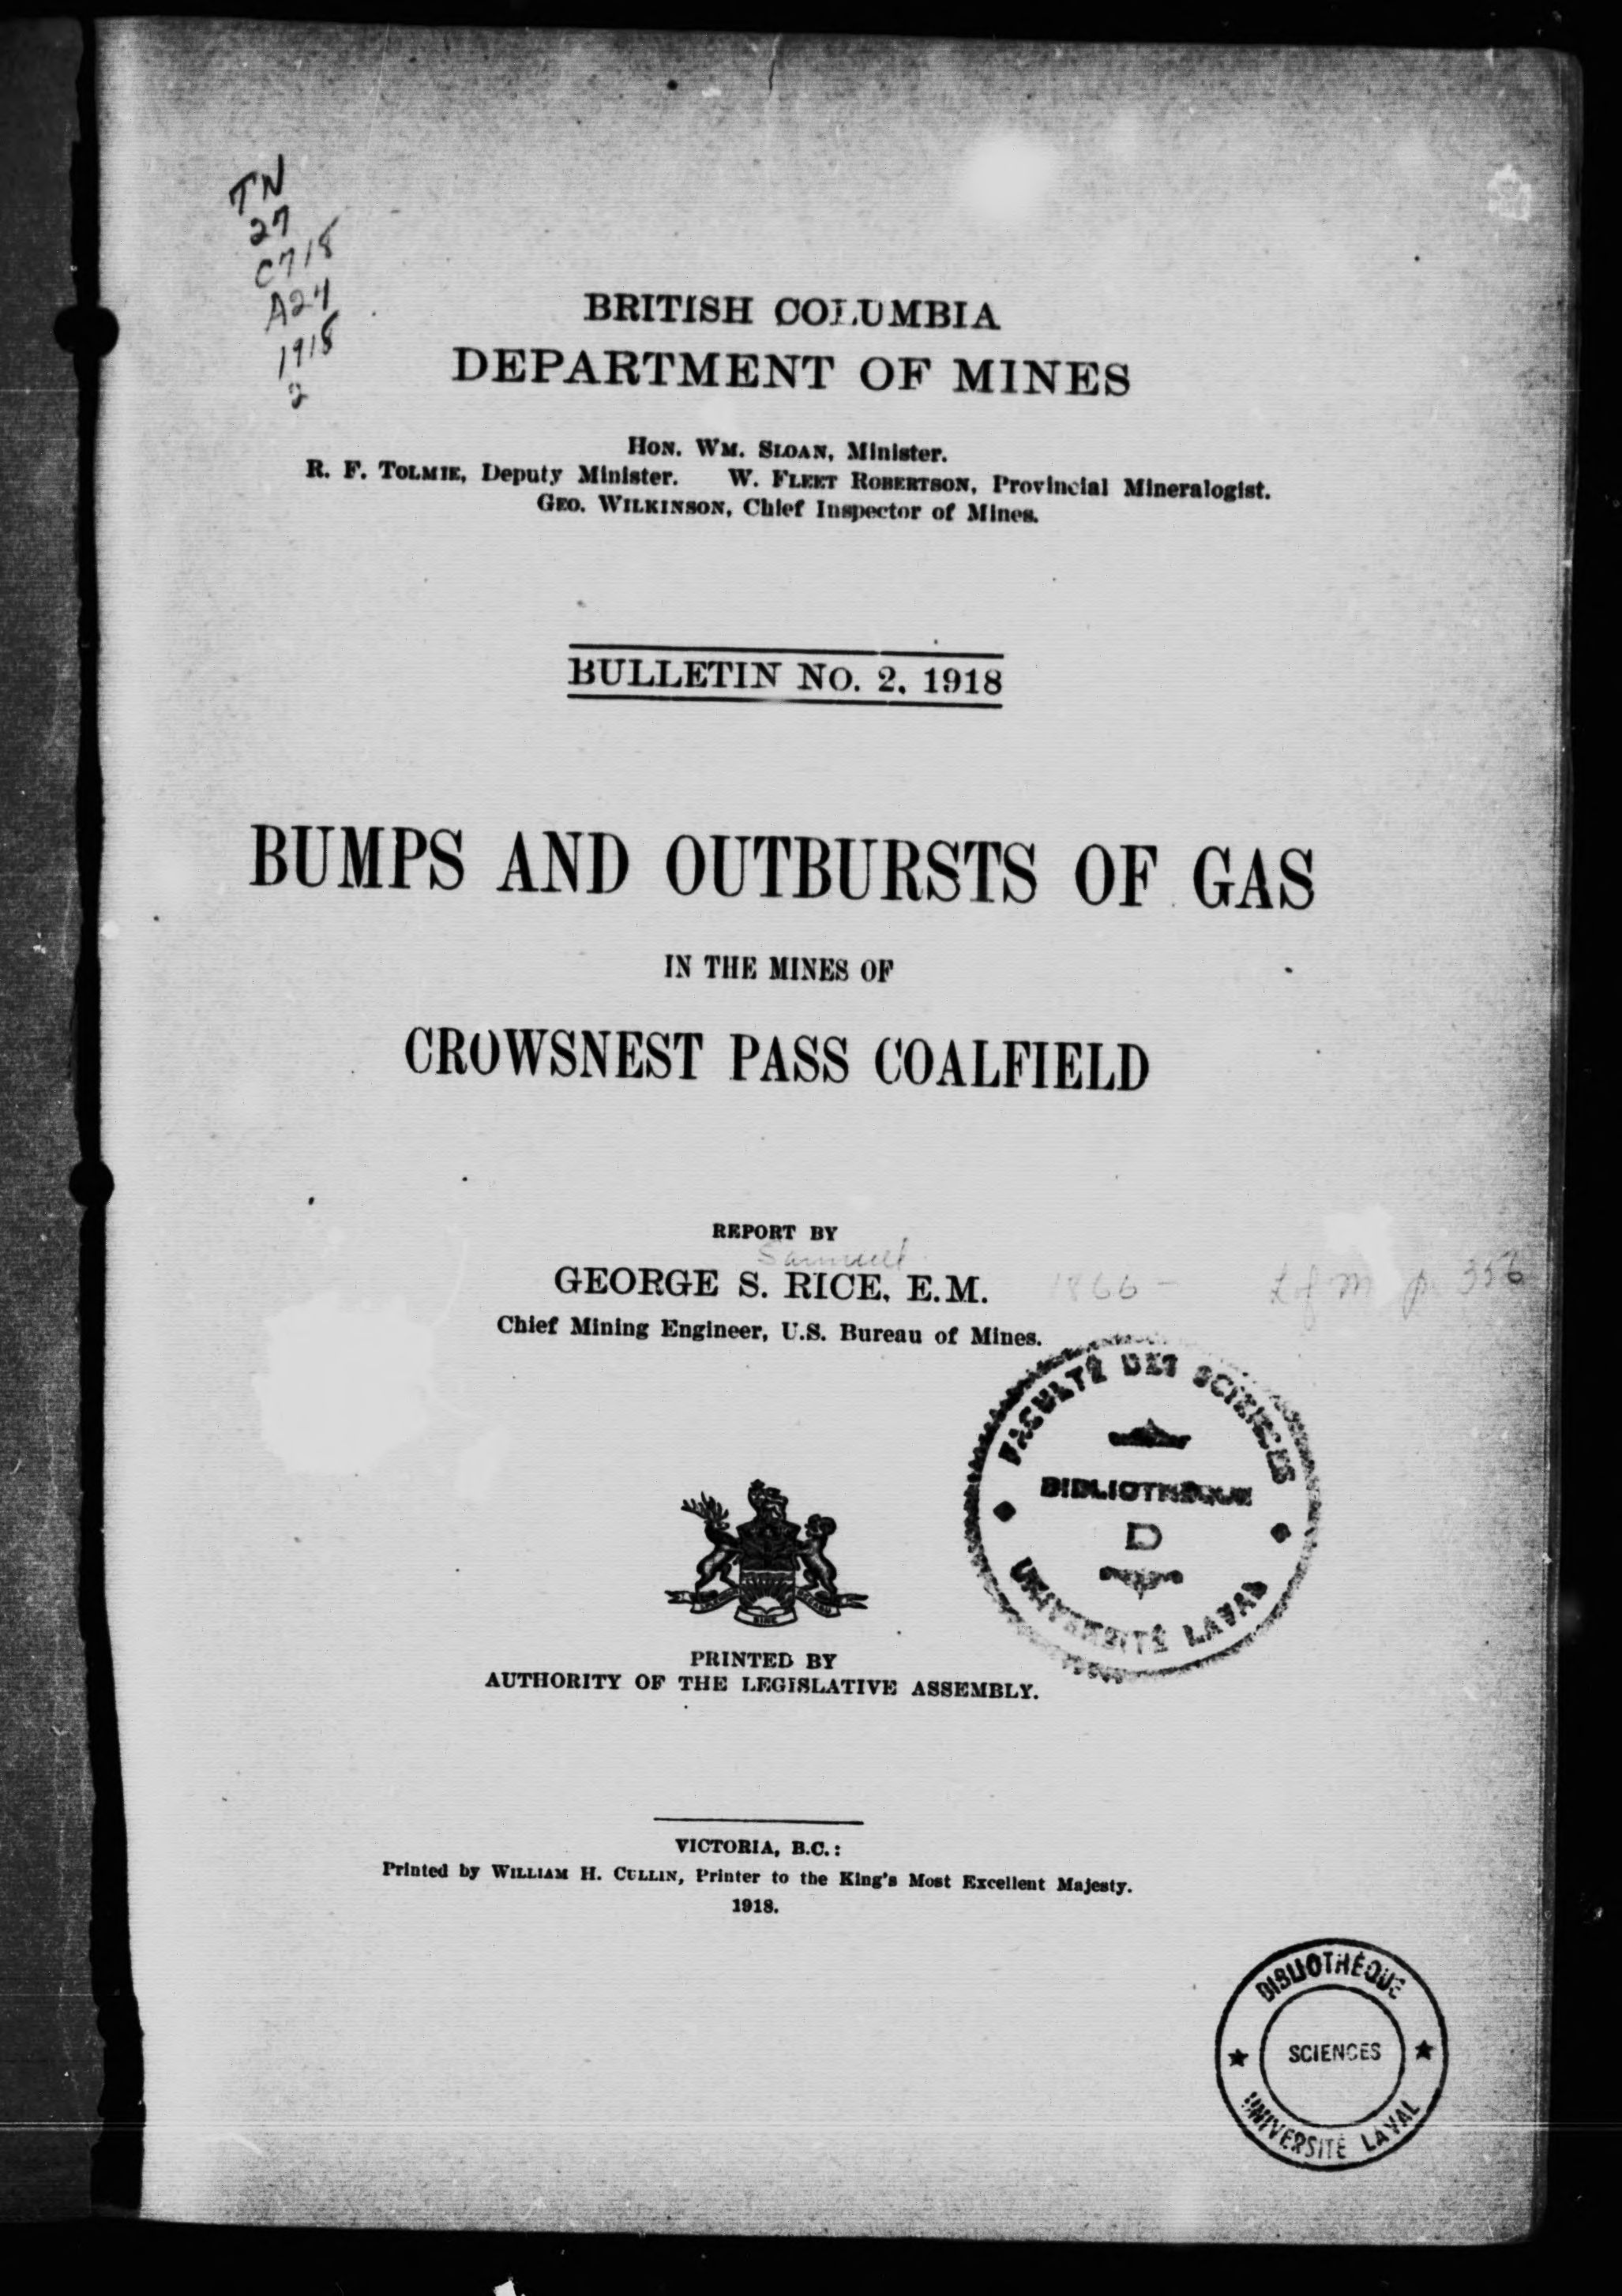 TN
27
C718
A24
1918
2
BRITISH COLUMBIA
DEPARTMENT OF MINES
HON. WM. SLOAN, Minister.
R. F. TOLMIE, Deputy Minister. W. FLEET ROBERTSON, Provincial Mineralogist.
GEO. WILKINSON, Chief Inspector of Mines.
BULLETIN NO. 2, 1918
BUMPS AND OUTBURSTS OF GAS
IN THE MINES OF
CROWSNEST PASS COALFIELD
REPORT BY
Samuel
GEORGE S. RICE, E.M. 1866 -
Chief Mining Engineer, U.S. Bureau of Mines.
FACULTÉ DES SCIENCES
BIBLIOTHÈQUE
D
UNIVERSITÉ LAVAL
PRINTED BY
AUTHORITY OF THE LEGISLATIVE ASSEMBLY.
VICTORIA, B.C.:
Printed by WILLIAM H. CULLIN, Printer to the King's Most Excellent Majesty.
1918.
BIBLIOTHÈQUE
SCIENCES
UNIVERSITÉ LAVAL